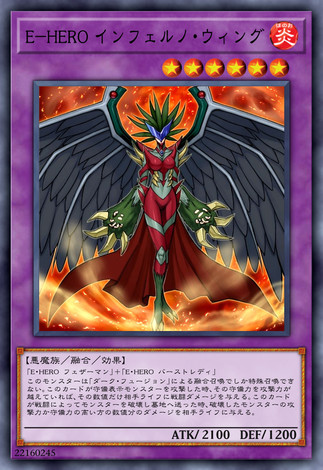 E-HERO インフェルノ・ウィング
炎
【悪魔族／融合／効果】
「E・HERO フェザーマン」＋「E・HERO バーストレディ」
このモンスターは「ダーク・フュージョン」による融合召喚でしか特殊召喚でき
ない。このカードが守備表示モンスターを攻撃した時、その守備力を攻撃力が
越えていれば、その数値だけ相手ライフに戦闘ダメージを与える。このカード
が戦闘によってモンスターを破壊し墓地へ送った時、破壊したモンスターの攻
撃力か守備力の高い方の数値分のダメージを相手ライフに与える。
ATK/2100 DEF/1200
22160245